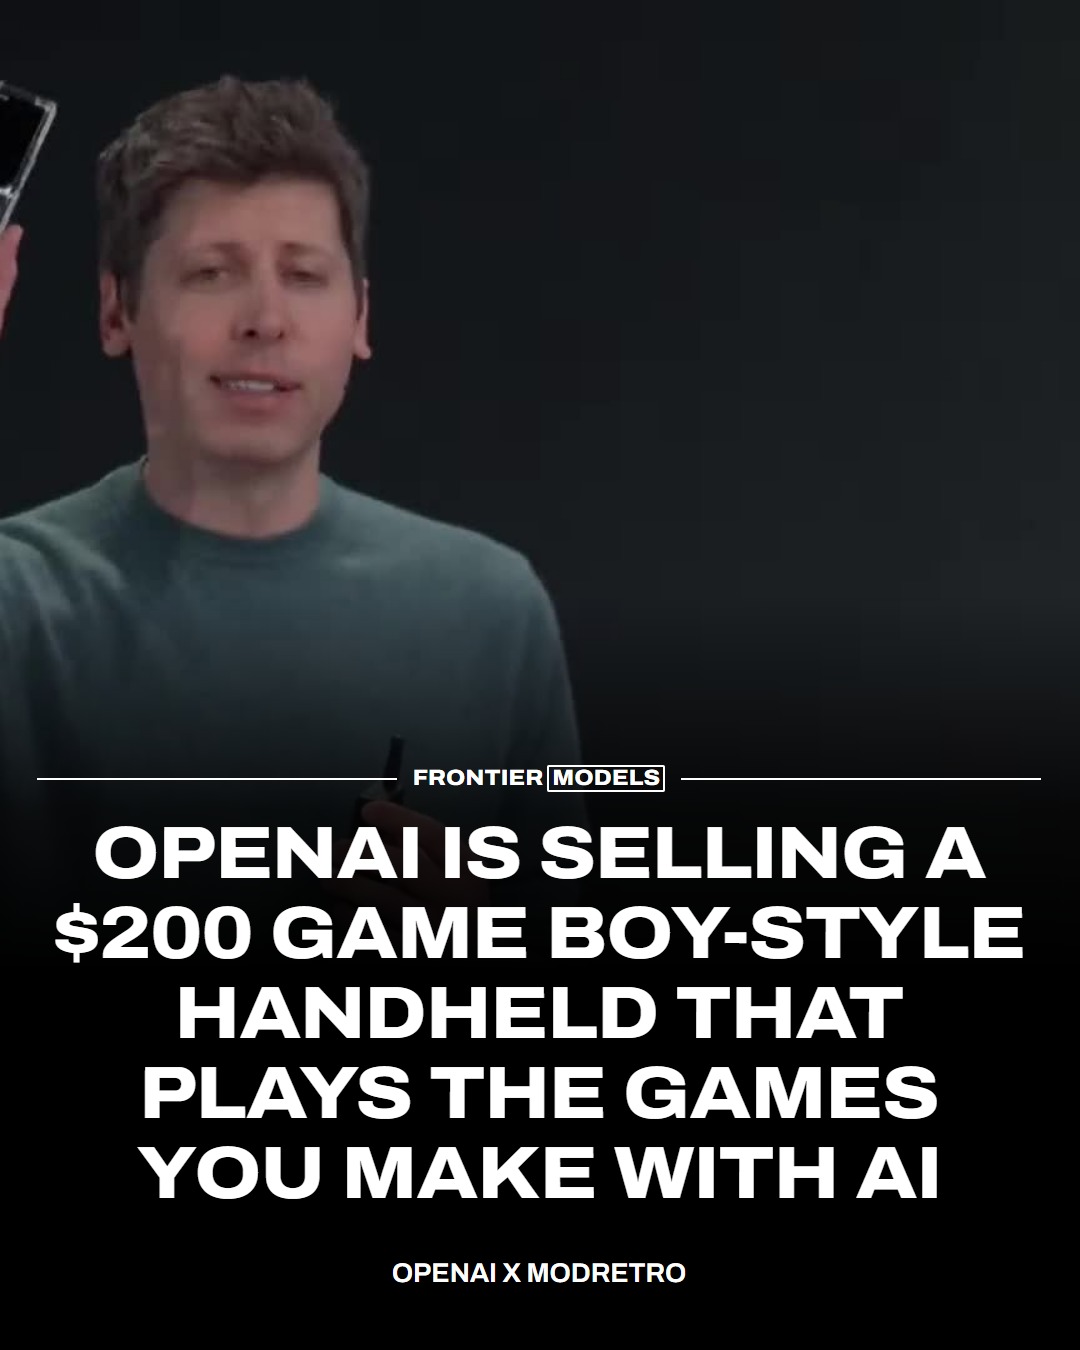 FRONTIER MODELS
OPENAI IS SELLING A
$200 GAME BOY-STYLE
HANDHELD THAT
PLAYS THE GAMES
YOU MAKE WITH AI
OPENAI X MODRETRO